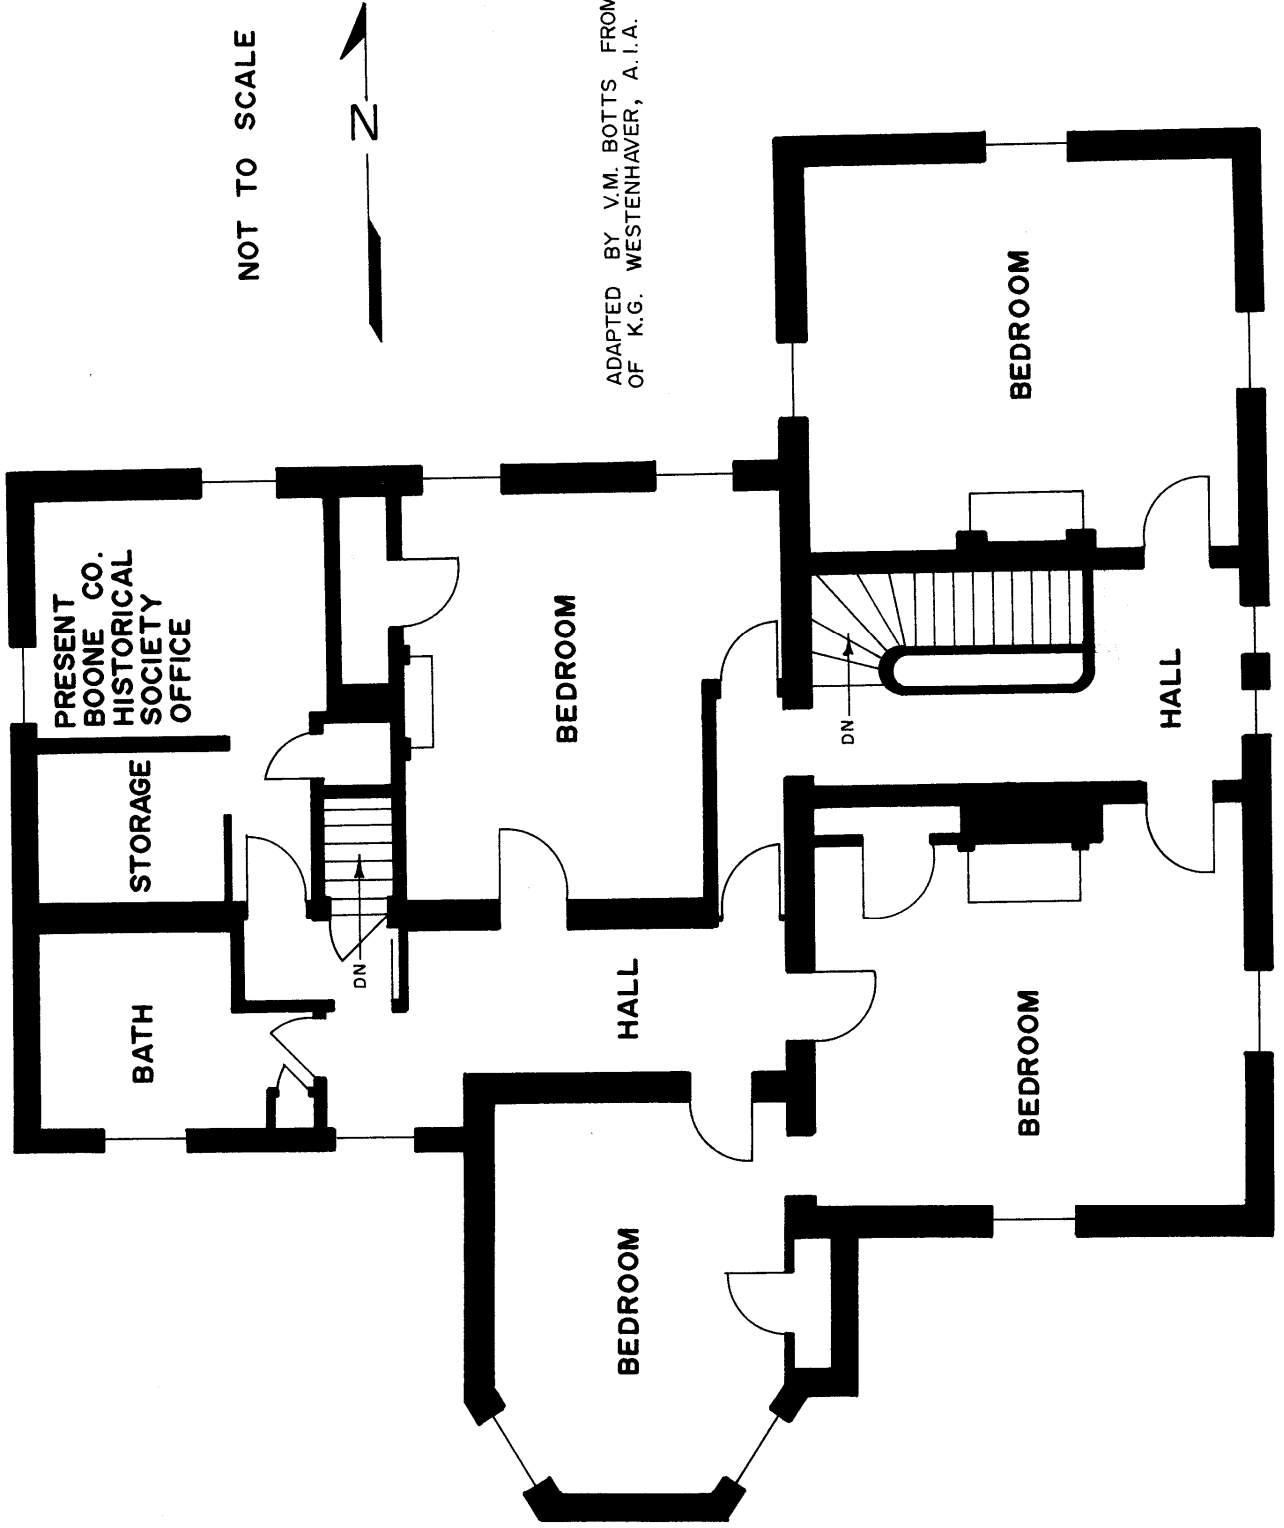 NOT TO SCALE
N
ADAPTED BY V.M. BOTTS FROM
OF K.G. WESTENHAVER, A.I.A.
PRESENT
BOONE CO.
HISTORICAL
SOCIETY
OFFICE
STORAGE
BATH
DN
BEDROOM
HALL
BEDROOM
BEDROOM
DN
HALL
BEDROOM
BEDROOM